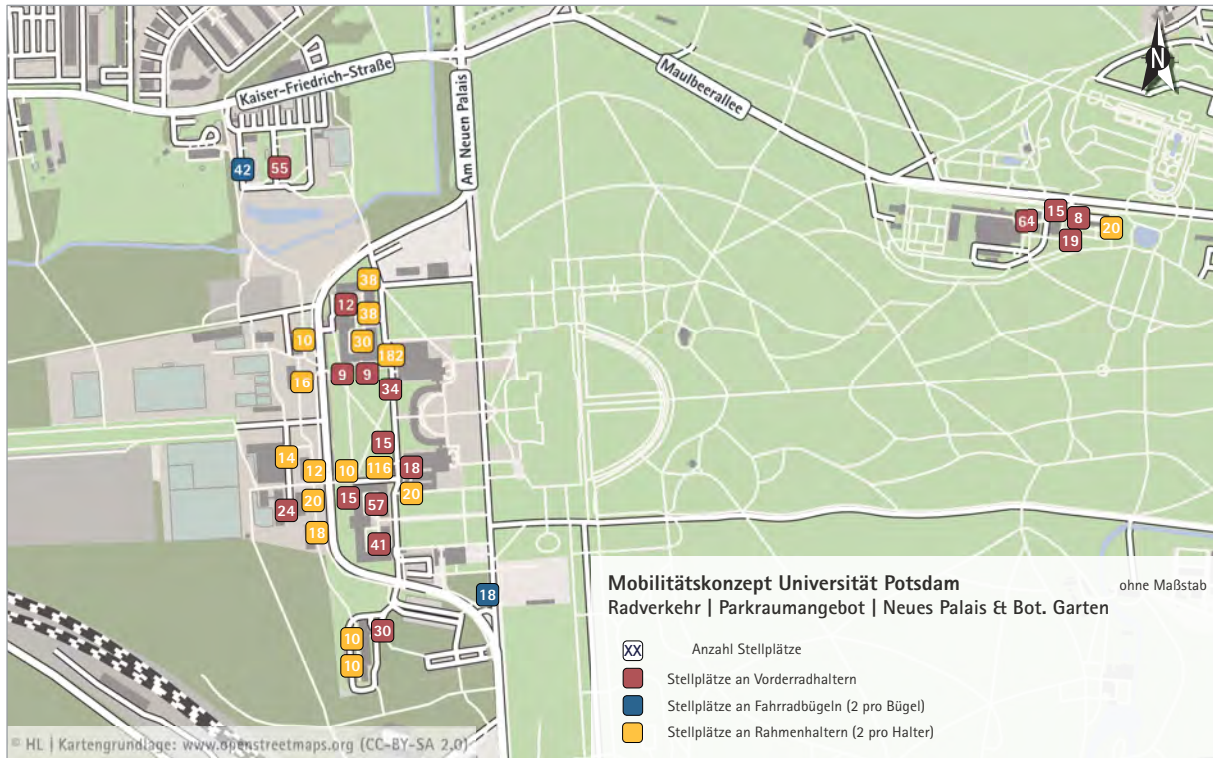 N
Kaiser-Friedrich-Straße
Am Neuen Palais
Maulbeerallee
42
55
64
15
8
19
20
38
12
38
10
30
182
9
9
16
34
15
14
12
10
116
18
20
15
57
20
24
18
41
18
30
10
10
Mobilitätskonzept Universität Potsdam
ohne Maßstab
Radverkehr | Parkraumangebot | Neues Palais & Bot. Garten
XX Anzahl Stellplätze
Stellplätze an Vorderradhaltern
Stellplätze an Fahrradbügeln (2 pro Bügel)
Stellplätze an Rahmenhaltern (2 pro Halter)
© HL | Kartengrundlage: www.openstreetmaps.org (CC-BY-SA 2.0)